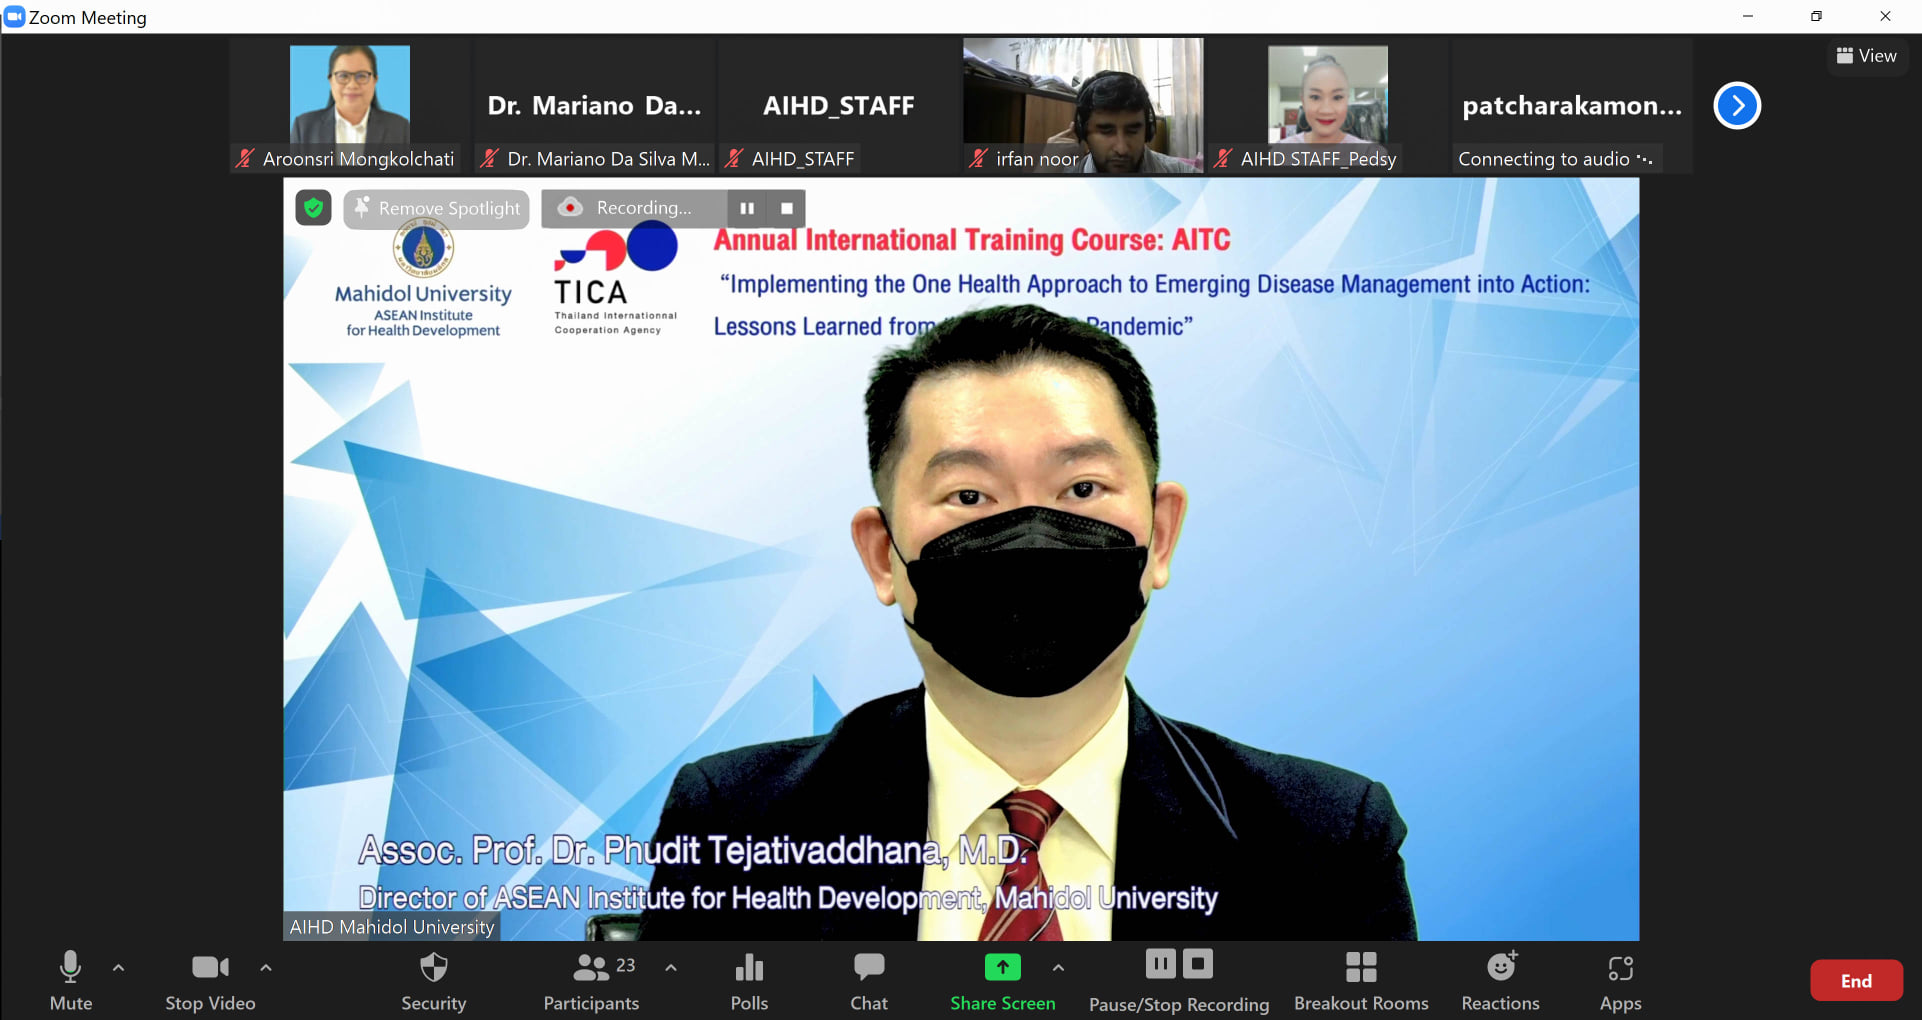 Zoom Meeting
View
Dr. Mariano Da...
AIHD_STAFF
patcharakamon...
Aroonsri Mongkolchati
Dr. Mariano Da Silva M...
AIHD_STAFF
irfan noor
AIHD STAFF_Pedsy
Connecting to audio
Remove Spotlight
Recording...
Mahidol University
ASEAN Institute
for Health Development
TICA
Thailand International
Cooperation Agency
Annual International Training Course: AITC
“Implementing the One Health Approach to Emerging Disease Management into Action:
Lessons Learned from Pandemic”
Assoc. Prof. Dr. Phudit Tejativaddhana, M.D.
Director of ASEAN Institute for Health Development, Mahidol University
AIHD Mahidol University
Mute
Stop Video
Security
23
Participants
Polls
Chat
Share Screen
Pause/Stop Recording
Breakout Rooms
Reactions
Apps
End